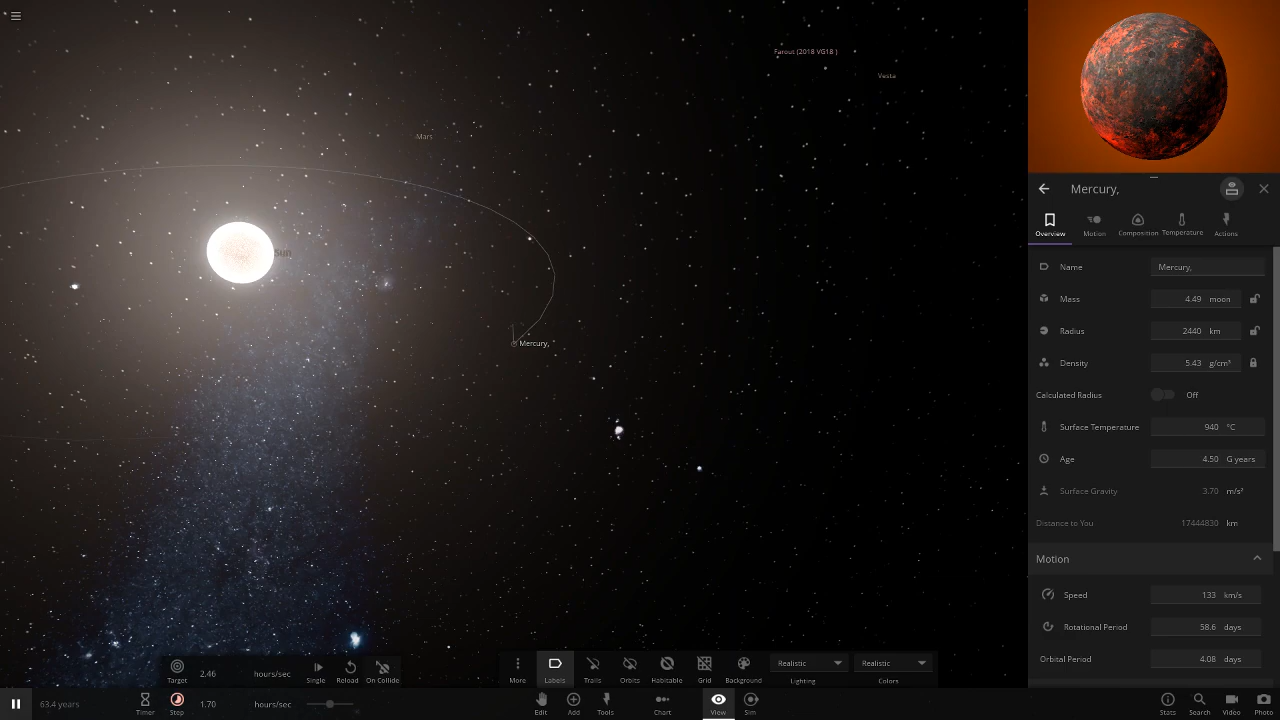 Farout (2018 VG18 )
Vesta
Mars
Sun
Mercury,
Mercury,
Overview Motion Composition Temperature Actions
Name Mercury,
Mass 4.49 moon
Radius 2440 km
Density 5.43 g/cm³
Calculated Radius Off
Surface Temperature 940 °C
Age 4.50 G years
Surface Gravity 3.70 m/s²
Distance to You 17444830 km
Motion
Speed 133 km/s
Rotational Period 58.6 days
Orbital Period 4.08 days
Target 2.46 hours/sec Single Reload On Collide
More Labels Trails Orbits Habitable Grid Background
Realistic Realistic
Lighting Colors
63.4 years Timer Step 1.70 hours/sec
Edit Add Tools Chart View Sim
Stats Search Video Photo